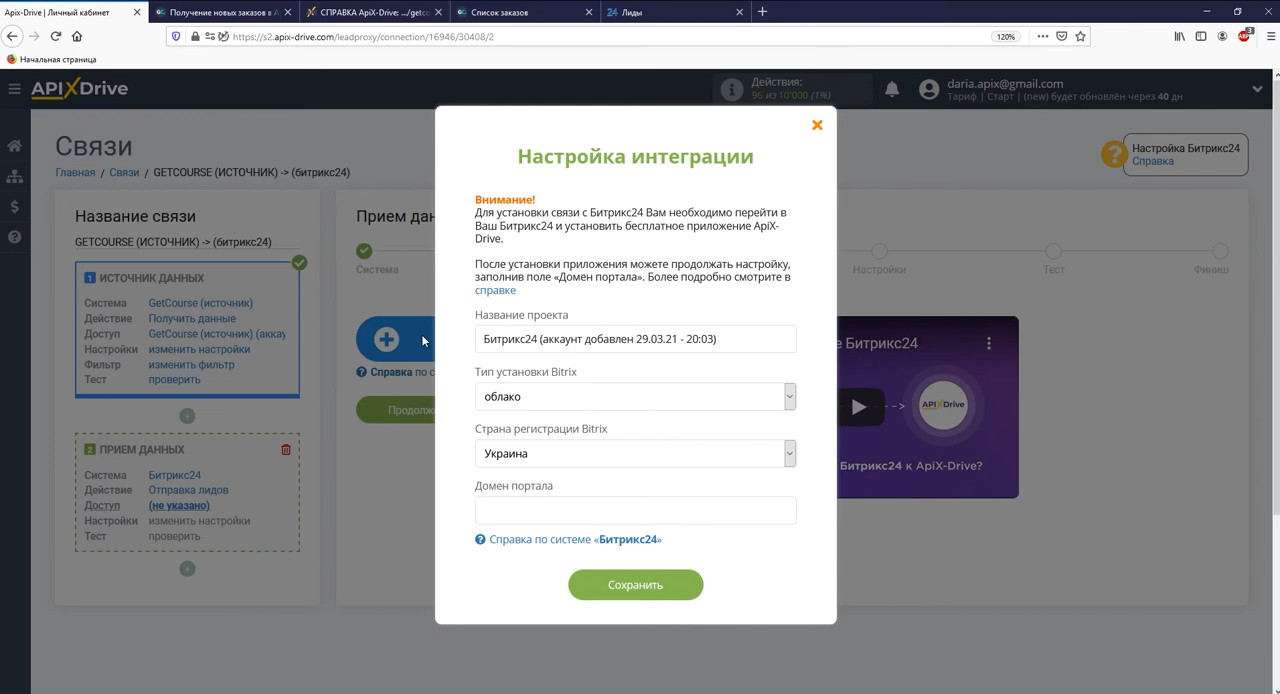 Apix-Drive | Личный кабинет
Получение новых заказов в A
СПРАВКА ApiX-Drive: .../getco
Список заказов
24 Лиды
https://s2.apix-drive.com/leadproxy/connection/16946/30408/2
120%
Начальная страница
APIXDrive
Действия:
96 из 10'000 (1%)
daria.apix@gmail.com
Тариф | Старт | (new) будет обновлён через 40 дн
Связи
Главная / Связи / GETCOURSE (ИСТОЧНИК) -> (битрикс24)
Настройка Битрикс24
Справка
Название связи
GETCOURSE (ИСТОЧНИК) -> (битрикс24)
1 ИСТОЧНИК ДАННЫХ
Система GetCourse (источник)
Действие Получить данные
Доступ GetCourse (источник) (аккау
Настройки изменить настройки
Фильтр изменить фильтр
Тест проверить
2 ПРИЕМ ДАННЫХ
Система Битрикс24
Действие Отправка лидов
Доступ (не указано)
Настройки изменить настройки
Тест проверить
Прием дан
Система
Настройки
Тест
Финиш
Справка по с
Продолж
Настройка интеграции
Внимание!
Для установки связи с Битрикс24 Вам необходимо перейти в
Ваш Битрикс24 и установить бесплатное приложение ApiX-
Drive.
После установки приложения можете продолжать настройку,
заполнив поле «Домен портала». Более подробно смотрите в
справке
Название проекта
Битрикс24 (аккаунт добавлен 29.03.21 - 20:03)
Тип установки Bitrix
облако
Страна регистрации Bitrix
Украина
Домен портала
Справка по системе «Битрикс24»
Сохранить
е Битрикс24
APIXDrive
Битрикс24 к ApiX-Drive?